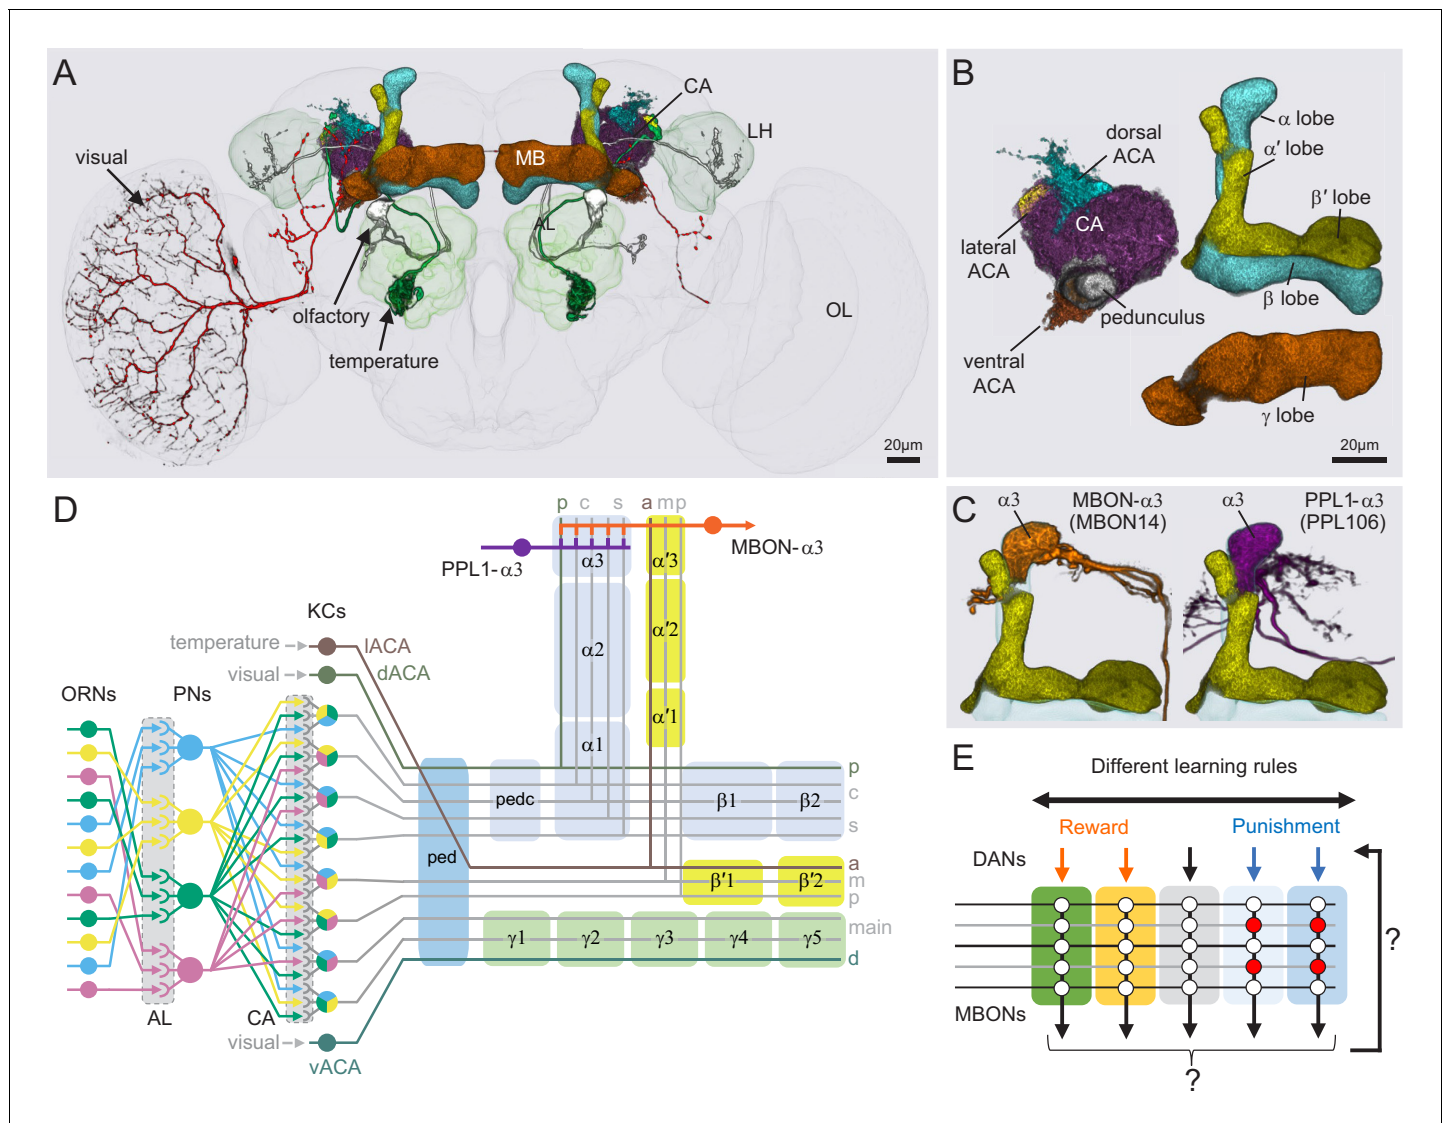 A
CA
LH
visual
MB
AL
olfactory
temperature
OL
20µm
B
α lobe
dorsal
ACA
α′ lobe
β′ lobe
CA
lateral
ACA
β lobe
pedunculus
ventral
ACA
γ lobe
20µm
C
α3
MBON-α3
(MBON14)
α3
PPL1-α3
(PPL106)
D
p c s a m p
MBON-α3
PPL1-α3
α3
α′3
α2
α′2
α1
α′1
KCs
temperature
lACA
visual
dACA
ORNs
PNs
ped
pedc
β1
β2
p
c
s
β′1
β′2
a
m
p
γ1
γ2
γ3
γ4
γ5
main
d
AL
CA
visual
vACA
E
Different learning rules
Reward
Punishment
DANs
MBONs
?
?